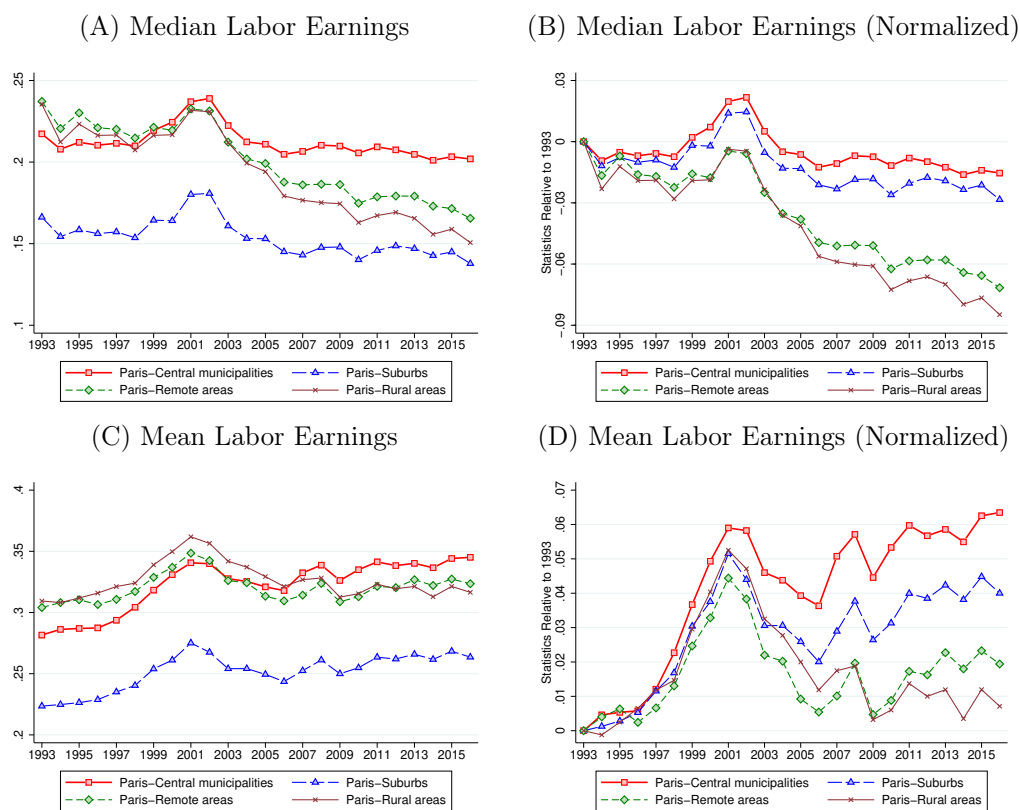 (A) Median Labor Earnings
.25
.2
.15
.1
1993 1995 1997 1999 2001 2003 2005 2007 2009 2011 2013 2015
Paris-Central municipalities Paris-Suburbs
Paris-Remote areas Paris-Rural areas
(B) Median Labor Earnings (Normalized)
Statistics Relative to 1993
.03
0
-.03
-.06
-.09
1993 1995 1997 1999 2001 2003 2005 2007 2009 2011 2013 2015
Paris-Central municipalities Paris-Suburbs
Paris-Remote areas Paris-Rural areas
(C) Mean Labor Earnings
.4
.35
.3
.25
.2
1993 1995 1997 1999 2001 2003 2005 2007 2009 2011 2013 2015
Paris-Central municipalities Paris-Suburbs
Paris-Remote areas Paris-Rural areas
(D) Mean Labor Earnings (Normalized)
Statistics Relative to 1993
.07
.06
.05
.04
.03
.02
.01
0
1993 1995 1997 1999 2001 2003 2005 2007 2009 2011 2013 2015
Paris-Central municipalities Paris-Suburbs
Paris-Remote areas Paris-Rural areas